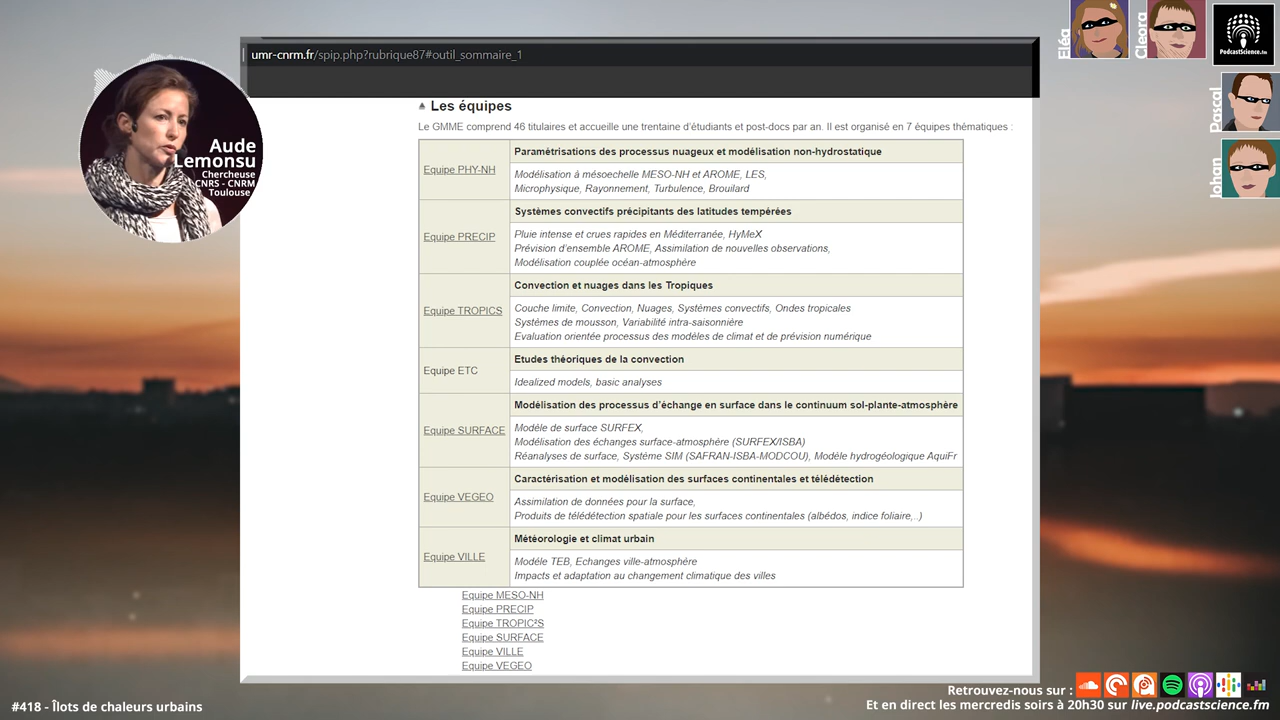 umr-cnrm.fr/spip.php?rubrique87#outil_sommaire_1
Eléa
Cleora
PodcastScience.fm
Pascal
Johan
Aude
Lemonsu
Chercheuse
CNRS - CNRM
Toulouse
Les équipes
Le GMME comprend 46 titulaires et accueille une trentaine d'étudiants et post-docs par an. Il est organisé en 7 équipes thématiques :
Equipe PHY-NH
Paramétrisations des processus nuageux et modélisation non-hydrostatique
Modélisation à mésoechelle MESO-NH et AROME, LES,
Microphysique, Rayonnement, Turbulence, Brouilard
Equipe PRECIP
Systèmes convectifs précipitants des latitudes tempérées
Pluie intense et crues rapides en Méditerranée, HyMeX
Prévision d'ensemble AROME, Assimilation de nouvelles observations,
Modélisation couplée océan-atmosphère
Equipe TROPICS
Convection et nuages dans les Tropiques
Couche limite, Convection, Nuages, Systèmes convectifs, Ondes tropicales
Systèmes de mousson, Variabilité intra-saisonnière
Evaluation orientée processus des modèles de climat et de prévision numérique
Equipe ETC
Etudes théoriques de la convection
Idealized models, basic analyses
Equipe SURFACE
Modélisation des processus d'échange en surface dans le continuum sol-plante-atmosphère
Modèle de surface SURFEX,
Modélisation des échanges surface-atmosphère (SURFEX/ISBA)
Réanalyses de surface, Systéme SIM (SAFRAN-ISBA-MODCOU), Modèle hydrogéologique AquiFr
Equipe VEGEO
Caractérisation et modélisation des surfaces continentales et télédétection
Assimilation de données pour la surface,
Produits de télédétection spatiale pour les surfaces continentales (albédos, indice foliaire,..)
Equipe VILLE
Météorologie et climat urbain
Modéle TEB, Echanges ville-atmosphère
Impacts et adaptation au changement climatique des villes
Equipe MESO-NH
Equipe PRECIP
Equipe TROPIC²S
Equipe SURFACE
Equipe VILLE
Equipe VEGEO
Retrouvez-nous sur :
#418 - Îlots de chaleurs urbains
Et en direct les mercredis soirs à 20h30 sur live.podcastscience.fm